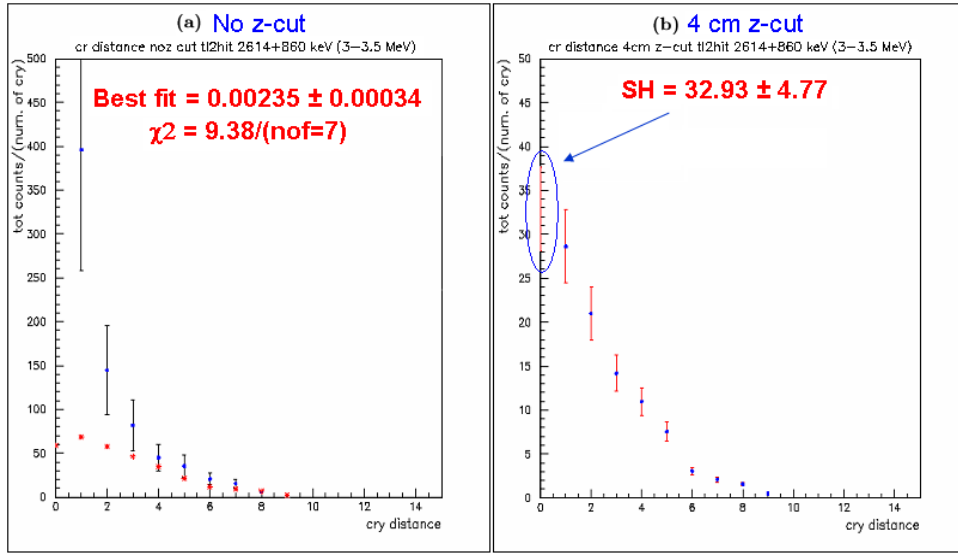 (a) No z-cut
cr distance noz cut tl2hit 2614+860 keV (3-3.5 MeV)
tot counts/(num. of cry)
500
450
400
350
300
250
200
150
100
50
0
Best fit = 0.00235 ± 0.00034
χ2 = 9.38/(nof=7)
0 2 4 6 8 10 12 14
cry distance
(b) 4 cm z-cut
cr distance 4cm z-cut tl2hit 2614+860 keV (3-3.5 MeV)
tot counts/(num. of cry)
50
45
40
35
30
25
20
15
10
5
0
SH = 32.93 ± 4.77
0 2 4 6 8 10 12 14
cry distance